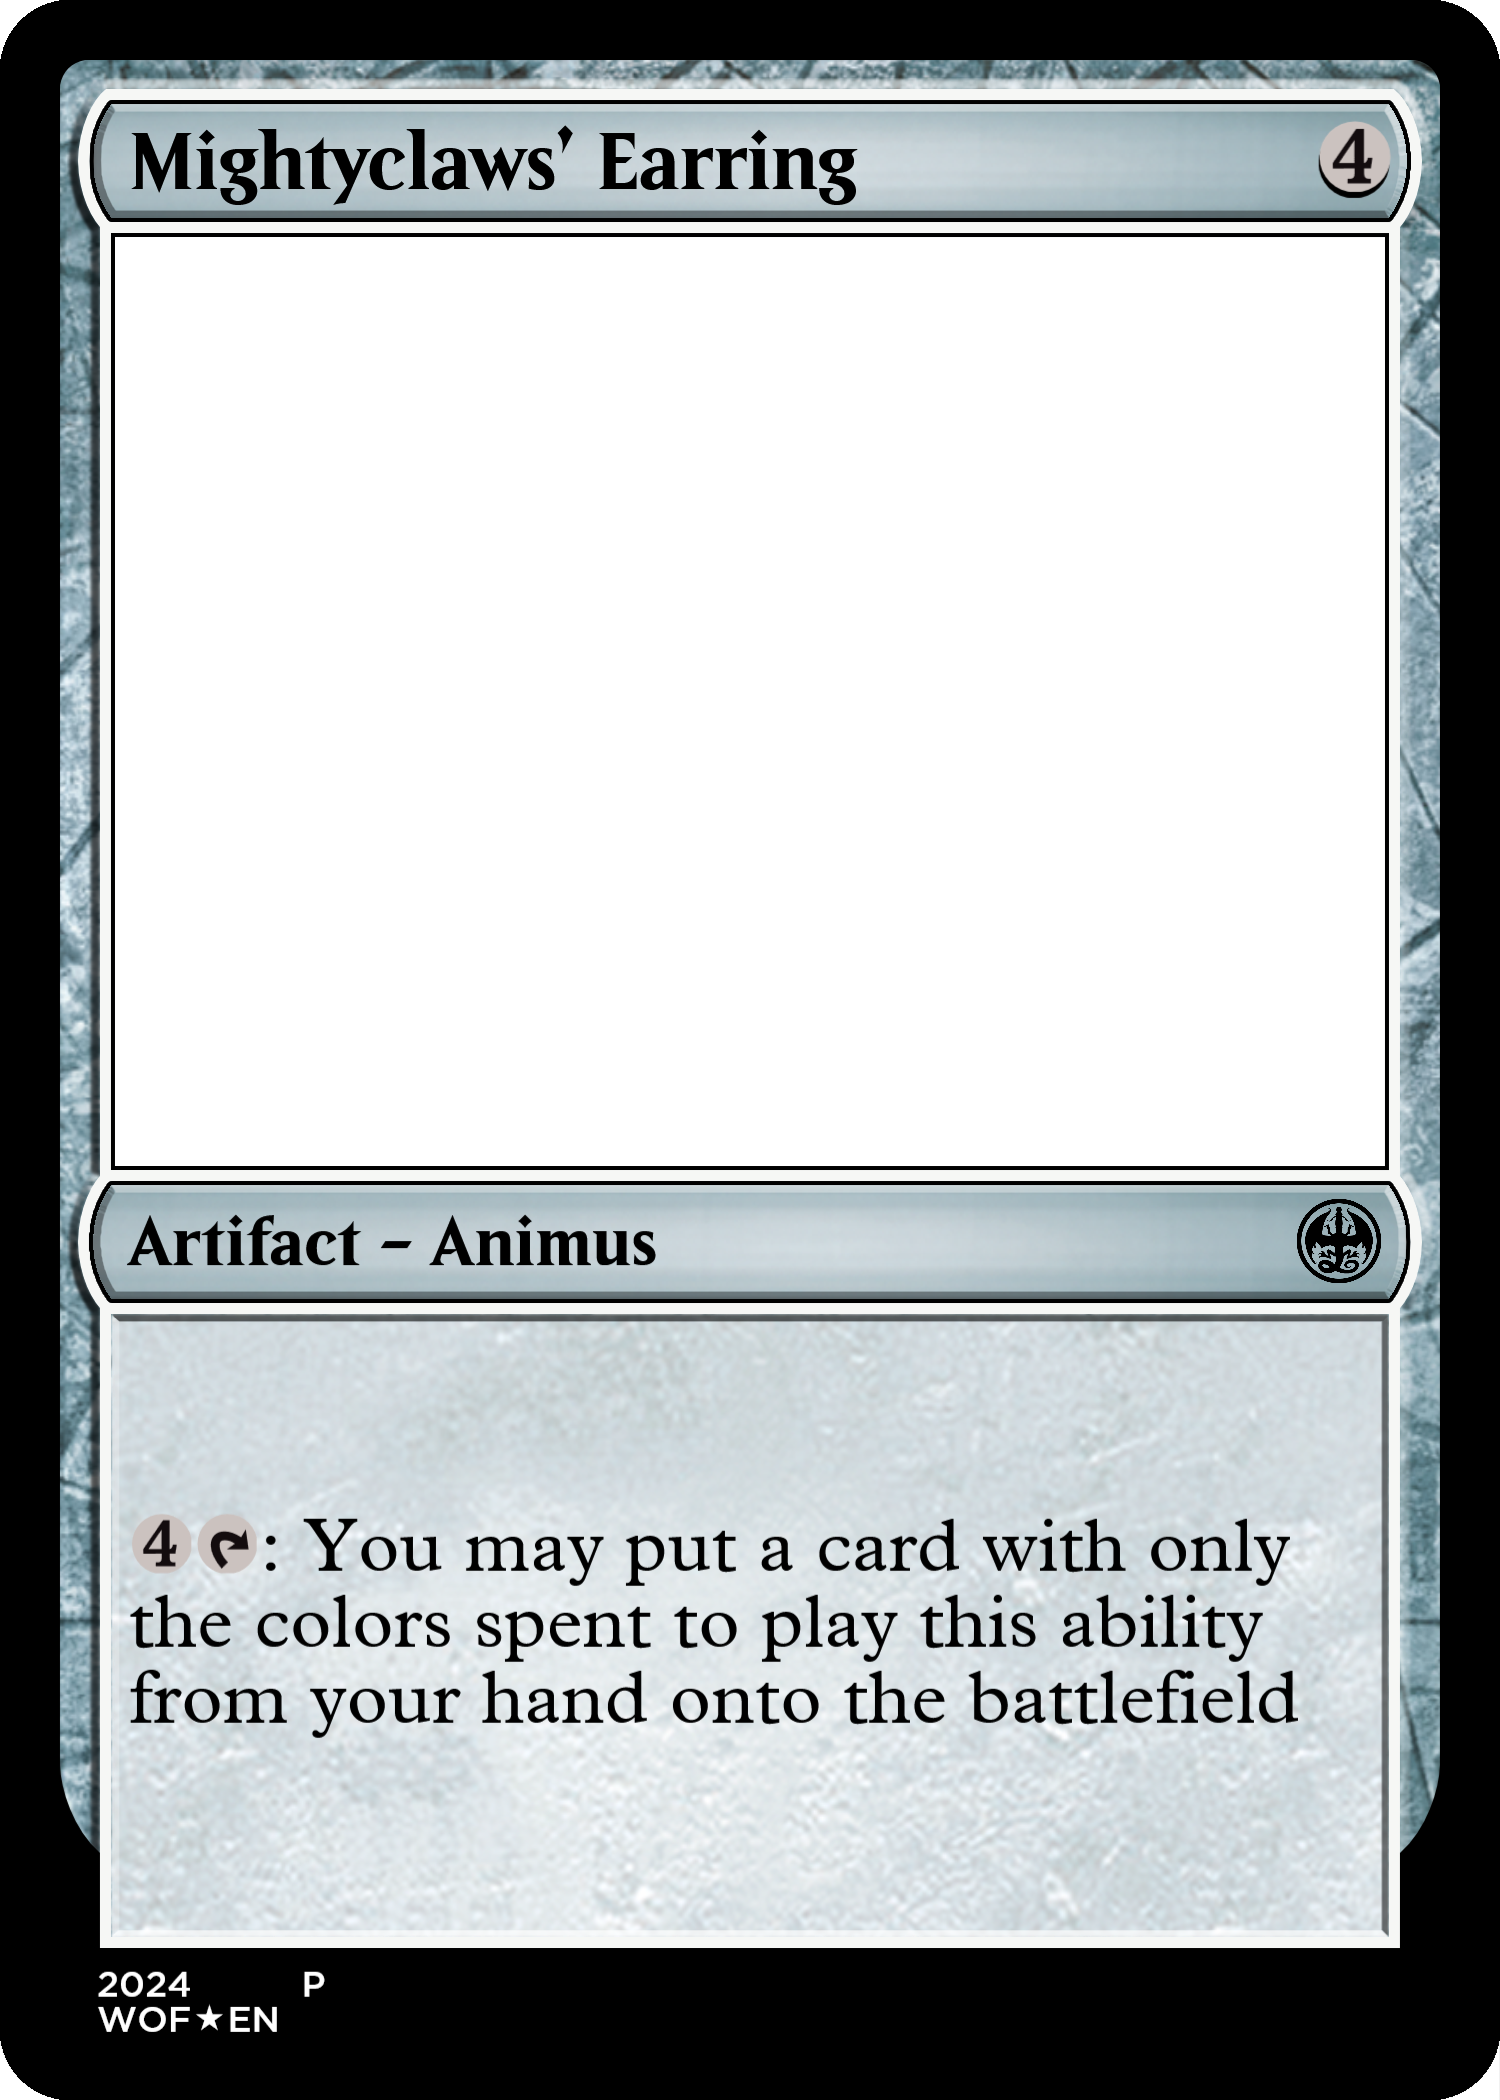 Mightyclaws' Earring 4
Artifact – Animus
4: You may put a card with only
the colors spent to play this ability
from your hand onto the battlefield
2024 P
WOF★EN